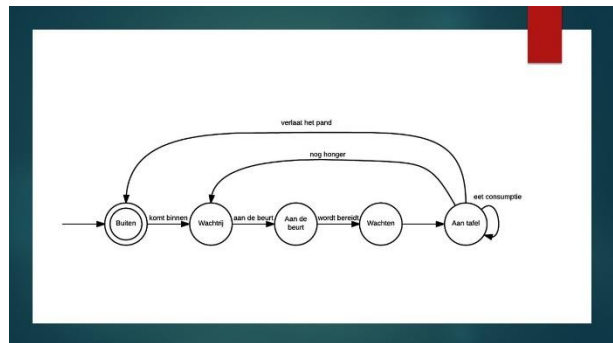 verlaat het pand
nog honger
eet consumptie
Buiten
komt binnen
Wachtrij
aan de beurt
Aan de
beurt
wordt bereidt
Wachten
Aan tafel